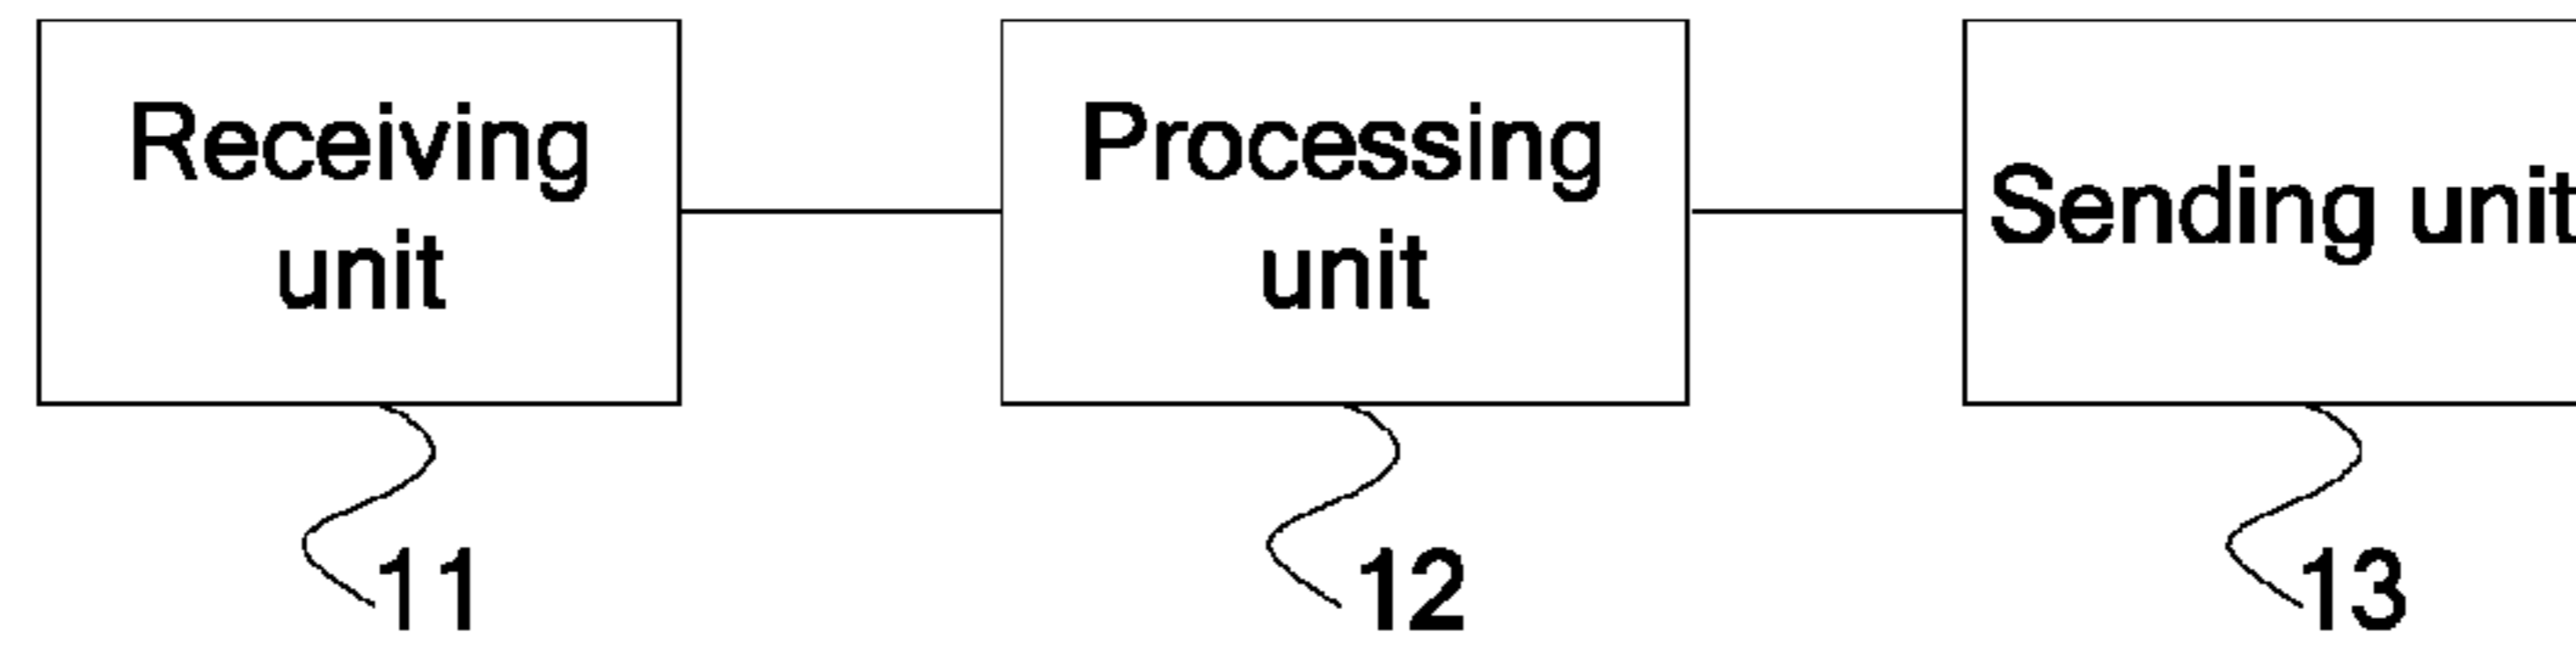 Receiving
unit
Processing
unit
Sending unit
11
12
13